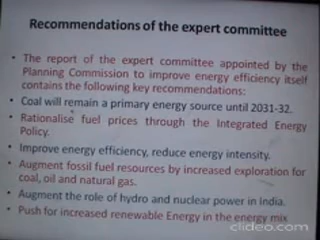 Recommendations of the expert committee
• The report of the expert committee appointed by the
Planning Commission to improve energy efficiency itself
contains the following key recommendations:
• Coal will remain a primary energy source until 2031-32.
• Rationalise fuel prices through the Integrated Energy
Policy.
• Improve energy efficiency, reduce energy intensity.
• Augment fossil fuel resources by increased exploration for
coal, oil and natural gas.
• Augment the role of hydro and nuclear power in India.
• Push for increased renewable Energy in the energy mix
clideo.com